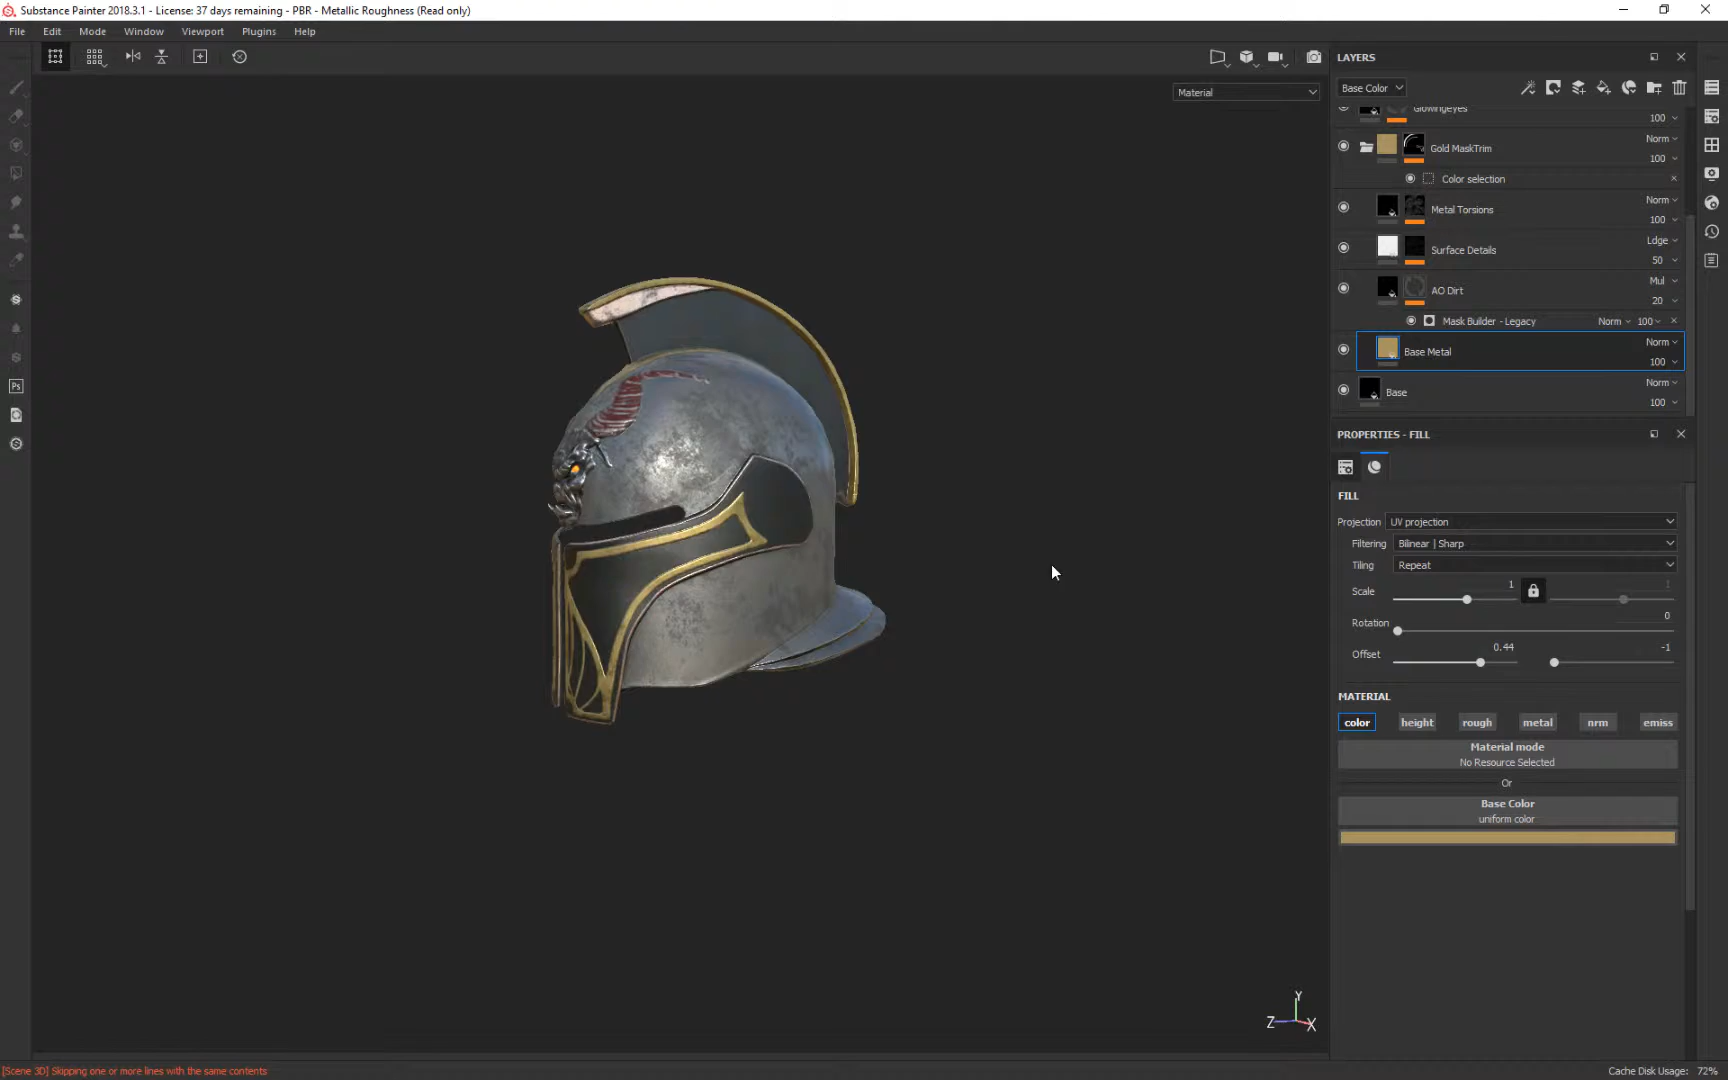 Substance Painter 2018.3.1 - License: 37 days remaining - PBR - Metallic Roughness (Read only)
File Edit Mode Window Viewport Plugins Help
Material
LAYERS
Base Color
Glowingeyes
100
Norm
Gold MaskTrim
100
Color selection
Norm
Metal Torsions
100
Ldge
Surface Details
50
Mul
AO Dirt
20
Mask Builder - Legacy Norm 100
Norm
Base Metal
100
Norm
Base
100
PROPERTIES - FILL
FILL
Projection UV projection
Filtering Bilinear | Sharp
Tiling Repeat
Scale 1 1
Rotation 0
Offset 0.44 -1
MATERIAL
color height rough metal nrm emiss
Material mode
No Resource Selected
Or
Base Color
uniform color
Ps
Y
Z X
[Scene 3D] Skipping one or more lines with the same contents
Cache Disk Usage: 72%